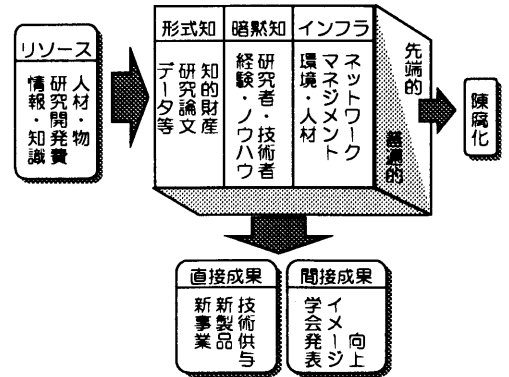 リソース
人材・物
研究開発費
情報・知識
形式知
知的財産
研究論文
データ等
暗黙知
研究者・技術者
経験・ノウハウ
インフラ
ネットワーク
マネジメント
環境・人材
先端的
普遍的
陳腐化
直接成果
技術供与
新製品
新事業
間接成果
イメージ向上
学会発表